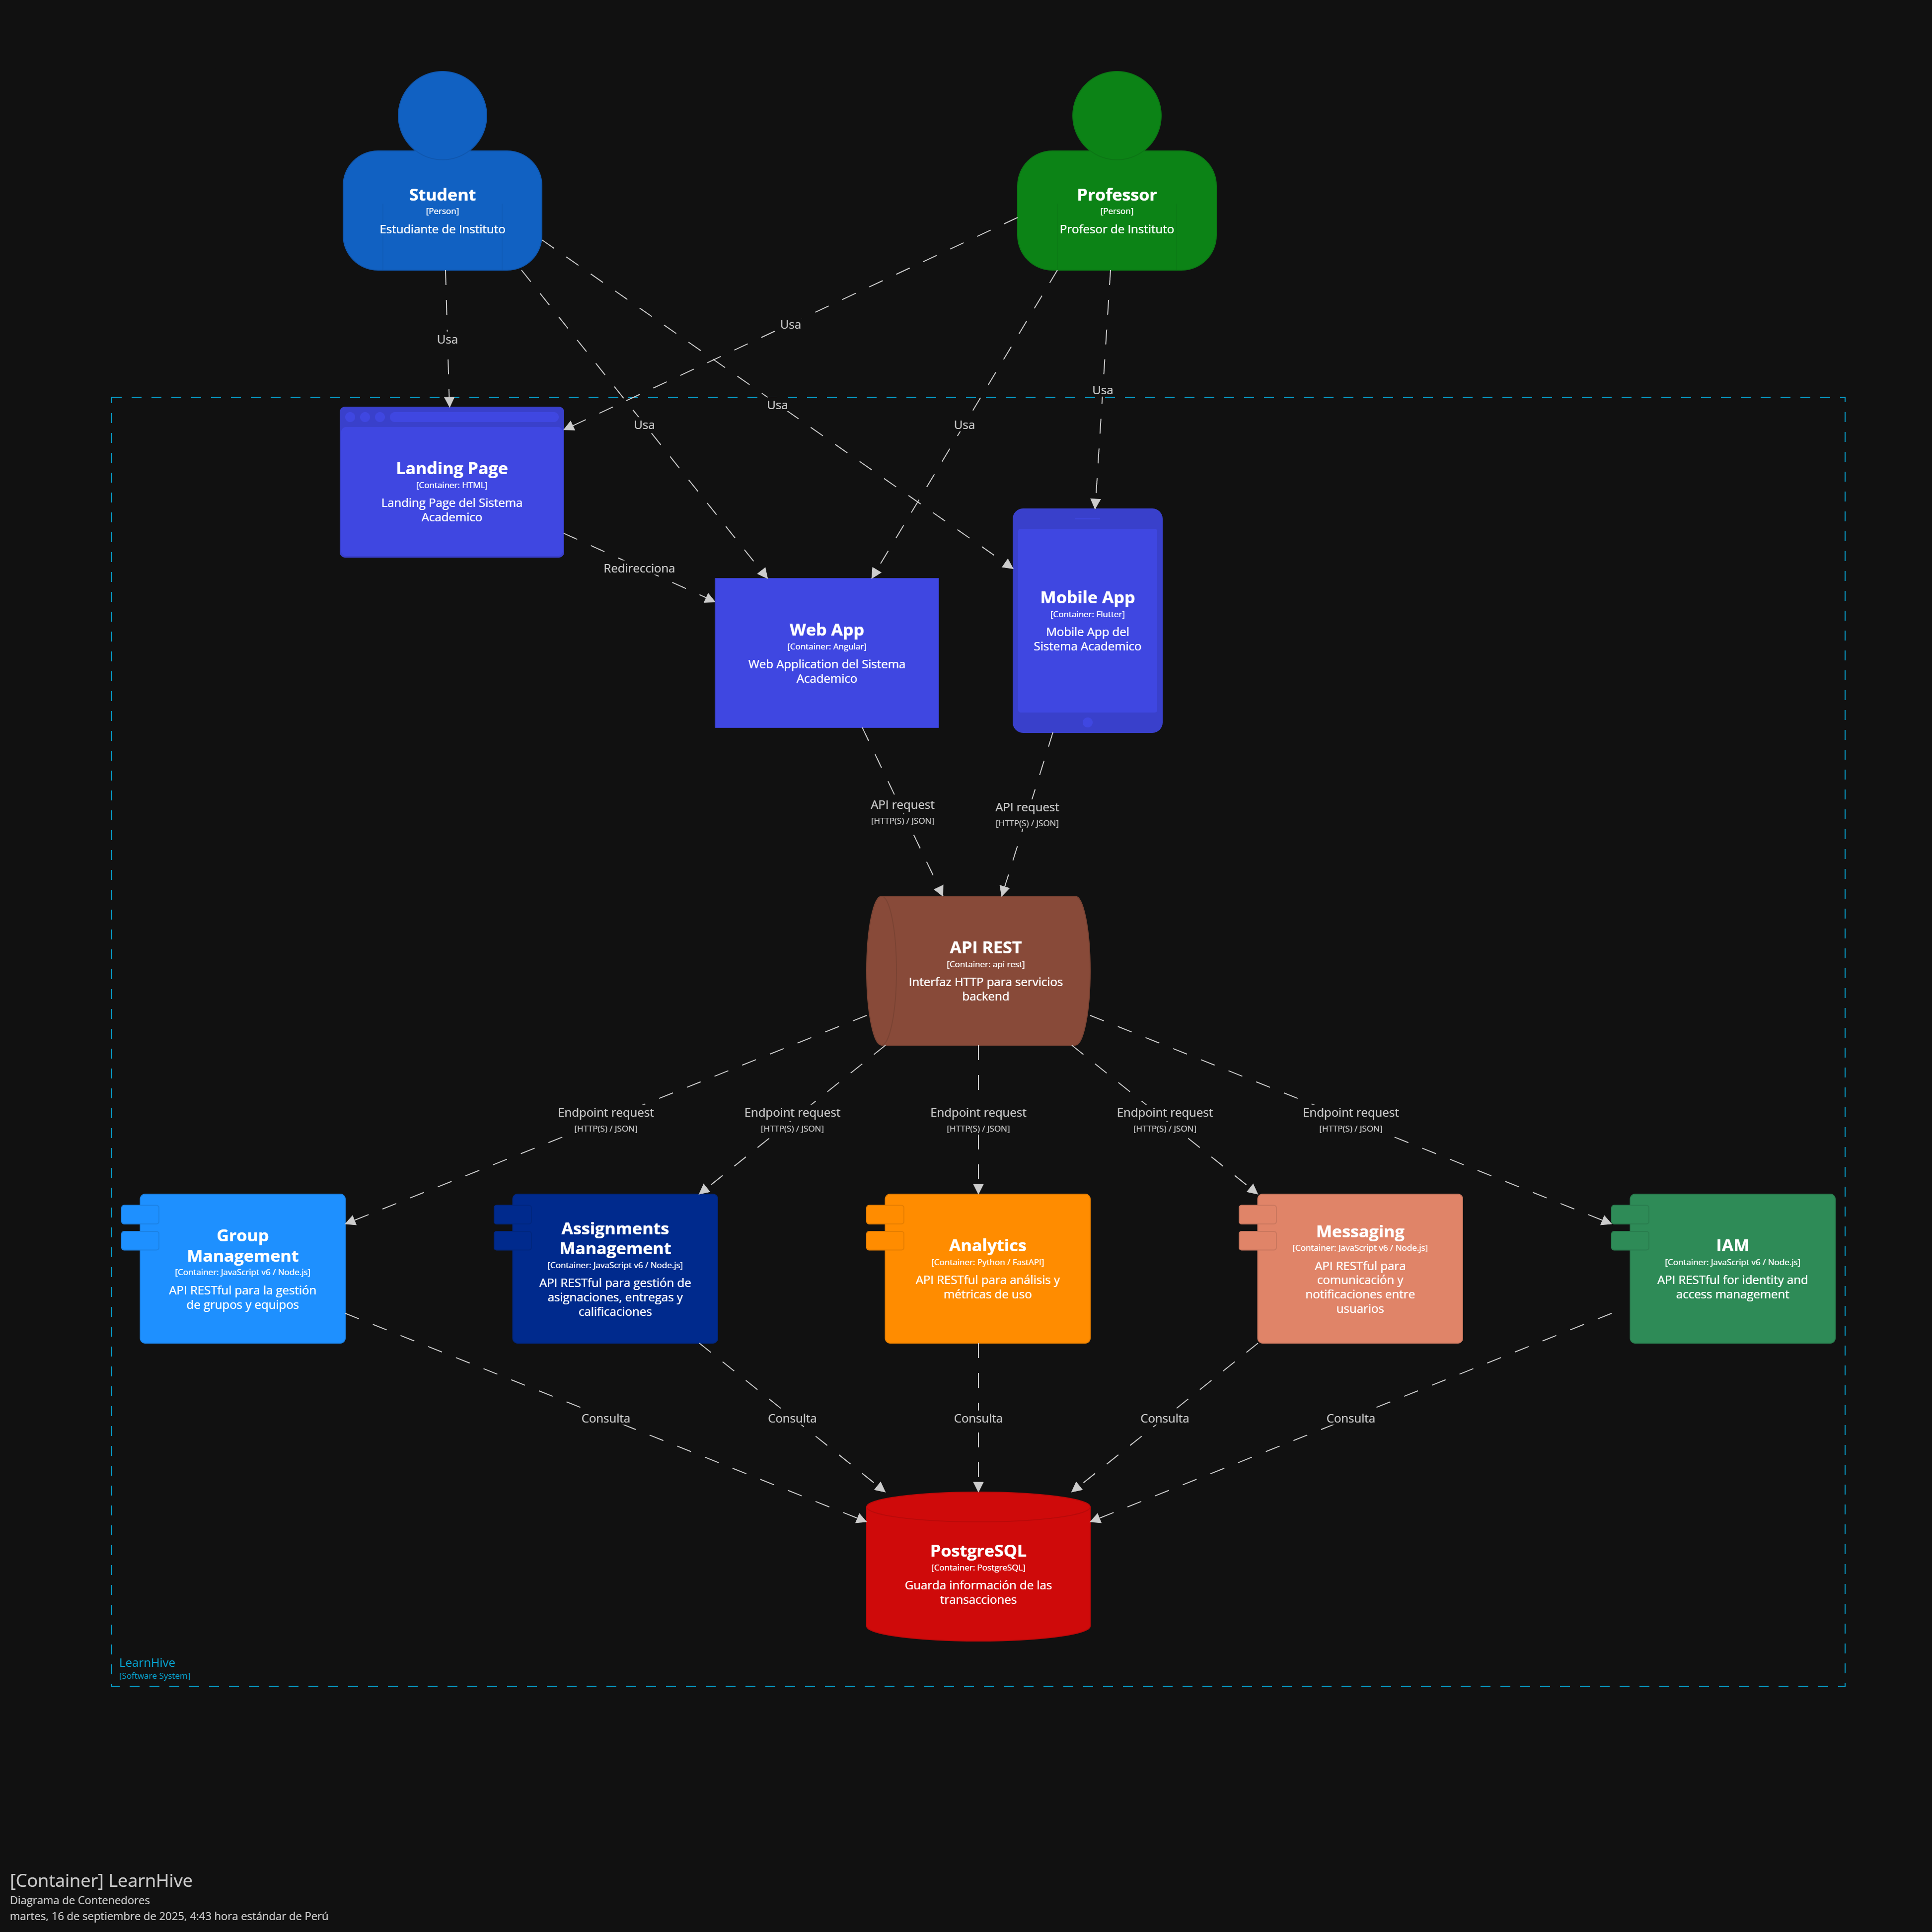 Student
[Person]
Estudiante de Instituto
Professor
[Person]
Profesor de Instituto
Usa
Usa
Usa
Usa
Usa
Usa
Landing Page
[Container: HTML]
Landing Page del Sistema
Academico
Redirecciona
Web App
[Container: Angular]
Web Application del Sistema
Academico
Mobile App
[Container: Flutter]
Mobile App del
Sistema Academico
API request
[HTTP(S) / JSON]
API request
[HTTP(S) / JSON]
API REST
[Container: api rest]
Interfaz HTTP para servicios
backend
Endpoint request
[HTTP(S) / JSON]
Endpoint request
[HTTP(S) / JSON]
Endpoint request
[HTTP(S) / JSON]
Endpoint request
[HTTP(S) / JSON]
Endpoint request
[HTTP(S) / JSON]
Group
Management
[Container: JavaScript v6 / Node.js]
API RESTful para la gestión
de grupos y equipos
Assignments
Management
[Container: JavaScript v6 / Node.js]
API RESTful para gestión de
asignaciones, entregas y
calificaciones
Analytics
[Container: Python / FastAPI]
API RESTful para análisis y
métricas de uso
Messaging
[Container: JavaScript v6 / Node.js]
API RESTful para
comunicación y
notificaciones entre
usuarios
IAM
[Container: JavaScript v6 / Node.js]
API RESTful for identity and
access management
Consulta
Consulta
Consulta
Consulta
Consulta
PostgreSQL
[Container: PostgreSQL]
Guarda información de las
transacciones
LearnHive
[Software System]
[Container] LearnHive
Diagrama de Contenedores
martes, 16 de septiembre de 2025, 4:43 hora estándar de Perú